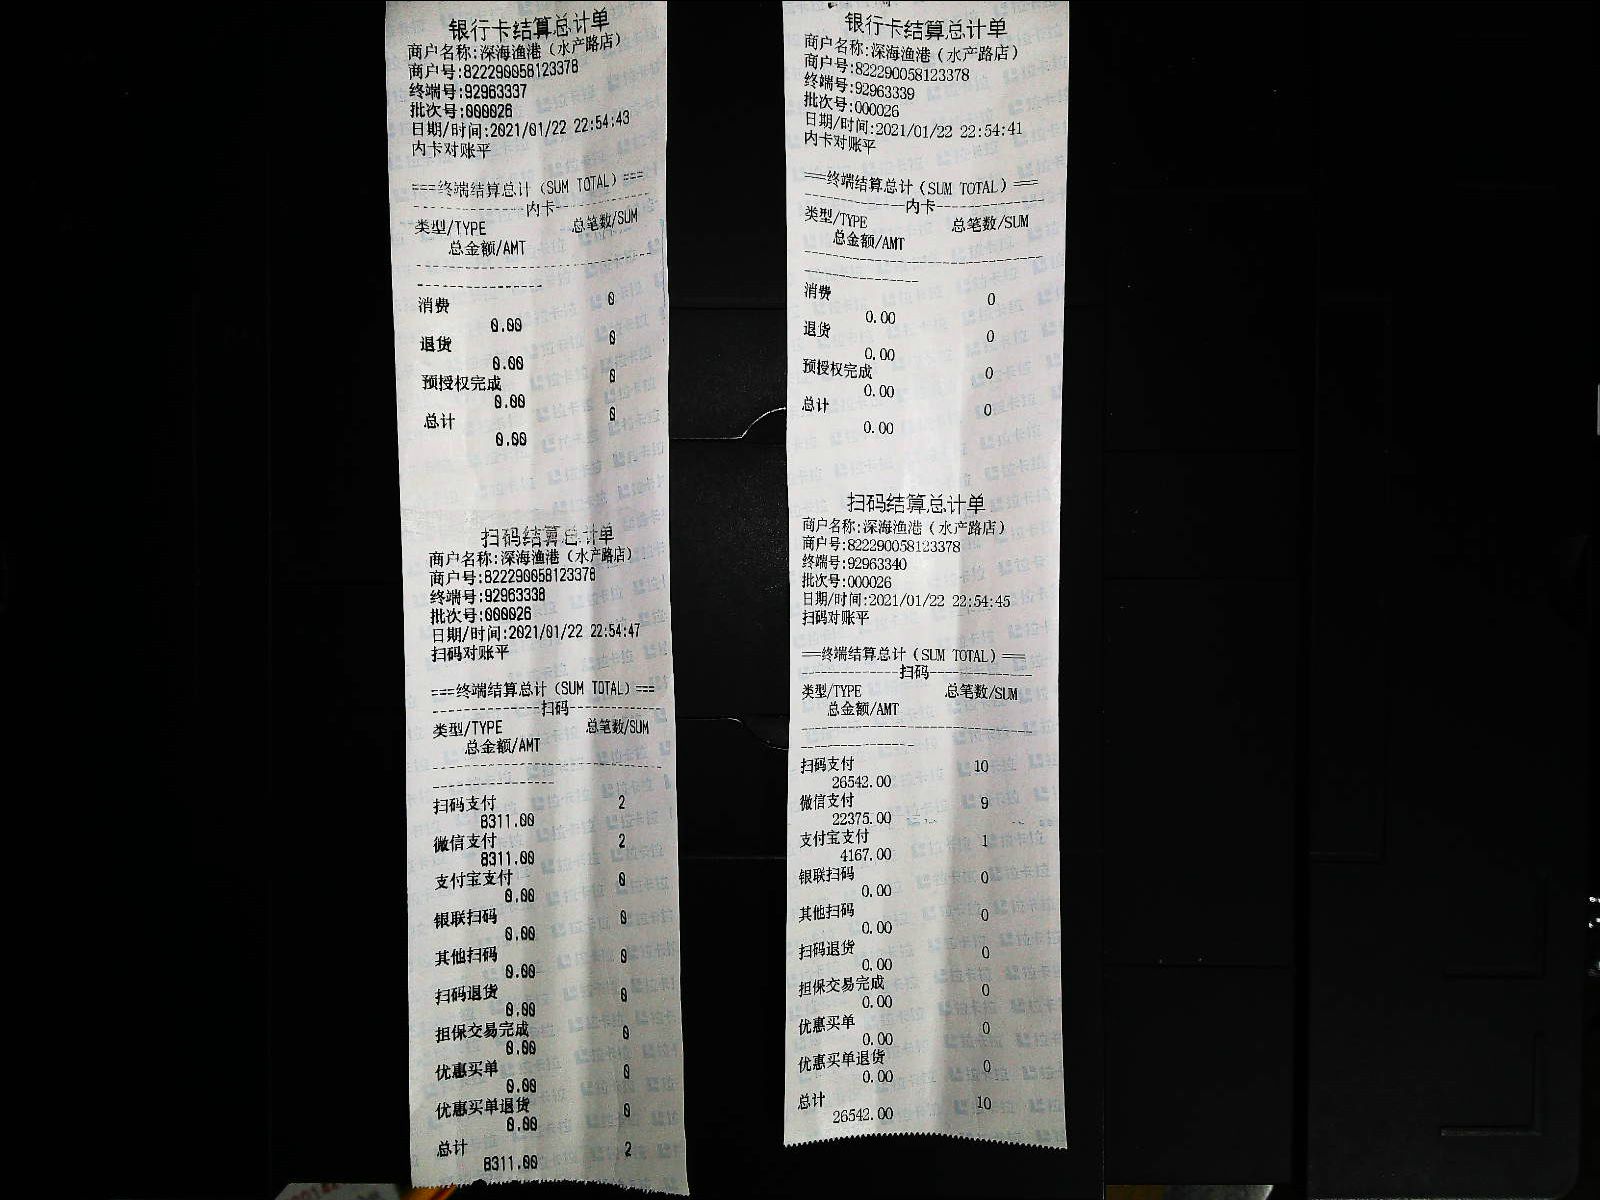 银行卡结算总计单
商户名称:深海渔港（水产路店）
商户号:822290058123378
终端号:92963337
批次号:000026
日期/时间:2021/01/22 22:54:43
内卡对账平
===终端结算总计（SUM TOTAL）===
内卡
类型/TYPE 总笔数/SUM
总金额/AMT
消费 0
0.00
退货 0
0.00
预授权完成 0
0.00
总计 0
0.00
扫码结算总计单
商户名称:深海渔港（水产路店）
商户号:822290058123378
终端号:92963338
批次号:000026
日期/时间:2021/01/22 22:54:47
扫码对账平
===终端结算总计（SUM TOTAL）===
扫码
类型/TYPE 总笔数/SUM
总金额/AMT
扫码支付 2
8311.00
微信支付 2
8311.00
支付宝支付 0
0.00
银联扫码 0
0.00
其他扫码 0
0.00
扫码退货 0
0.00
担保交易完成 0
0.00
优惠买单 0
0.00
优惠买单退货 0
0.00
总计 2
8311.00
银行卡结算总计单
商户名称:深海渔港（水产路店）
商户号:822290058123378
终端号:92963339
批次号:000026
日期/时间:2021/01/22 22:54:41
内卡对账平
===终端结算总计（SUM TOTAL）===
内卡
类型/TYPE 总笔数/SUM
总金额/AMT
消费 0
0.00
退货 0
0.00
预授权完成 0
0.00
总计 0
0.00
扫码结算总计单
商户名称:深海渔港（水产路店）
商户号:822290058123378
终端号:92963340
批次号:000026
日期/时间:2021/01/22 22:54:45
扫码对账平
===终端结算总计（SUM TOTAL）===
扫码
类型/TYPE 总笔数/SUM
总金额/AMT
扫码支付 10
26542.00
微信支付 9
22375.00
支付宝支付 1
4167.00
银联扫码 0
0.00
其他扫码 0
0.00
扫码退货 0
0.00
担保交易完成 0
0.00
优惠买单 0
0.00
优惠买单退货 0
0.00
总计 10
26542.00